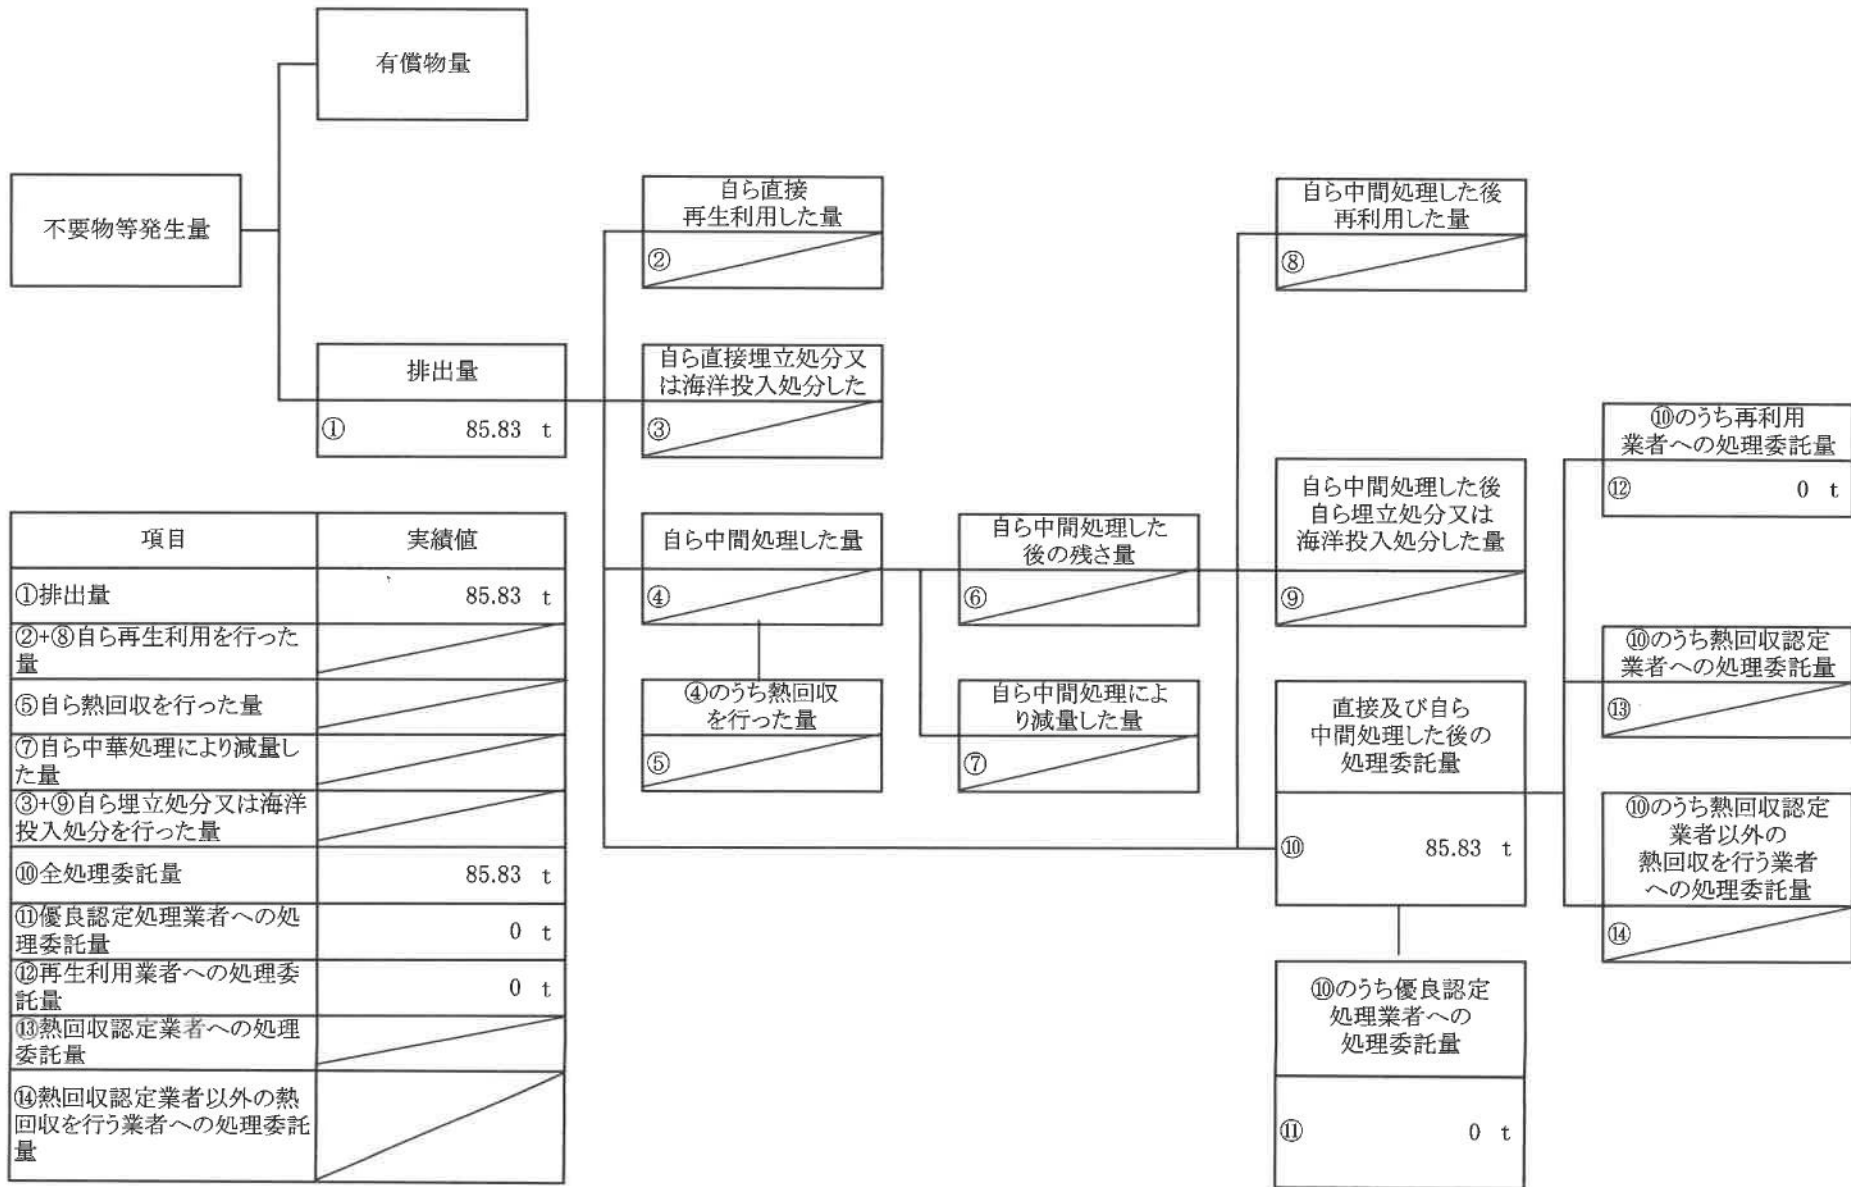 有償物量
不要物等発生量
排出量
① 85.83 t
自ら直接
再生利用した量
②
自ら直接埋立処分又
は海洋投入処分した
③
自ら中間処理した量
④
④のうち熱回収
を行った量
⑤
自ら中間処理した
後の残さ量
⑥
自ら中間処理によ
り減量した量
⑦
自ら中間処理した後
再利用した量
⑧
自ら中間処理した後
自ら埋立処分又は
海洋投入処分した量
⑨
直接及び自ら
中間処理した後の
処理委託量
⑩ 85.83 t
⑩のうち優良認定
処理業者への
処理委託量
⑪ 0 t
⑩のうち再利用
業者への処理委託量
⑫ 0 t
⑩のうち熱回収認定
業者への処理委託量
⑬
⑩のうち熱回収認定
業者以外の
熱回収を行う業者
への処理委託量
⑭
項目 実績値
①排出量 85.83 t
②+⑧自ら再生利用を行った
量
⑤自ら熱回収を行った量
⑦自ら中華処理により減量し
た量
③+⑨自ら埋立処分又は海洋
投入処分を行った量
⑩全処理委託量 85.83 t
⑪優良認定処理業者への処
理委託量 0 t
⑫再生利用業者への処理委
託量 0 t
⑬熱回収認定業者への処理
委託量
⑭熱回収認定業者以外の熱
回収を行う業者への処理委託
量